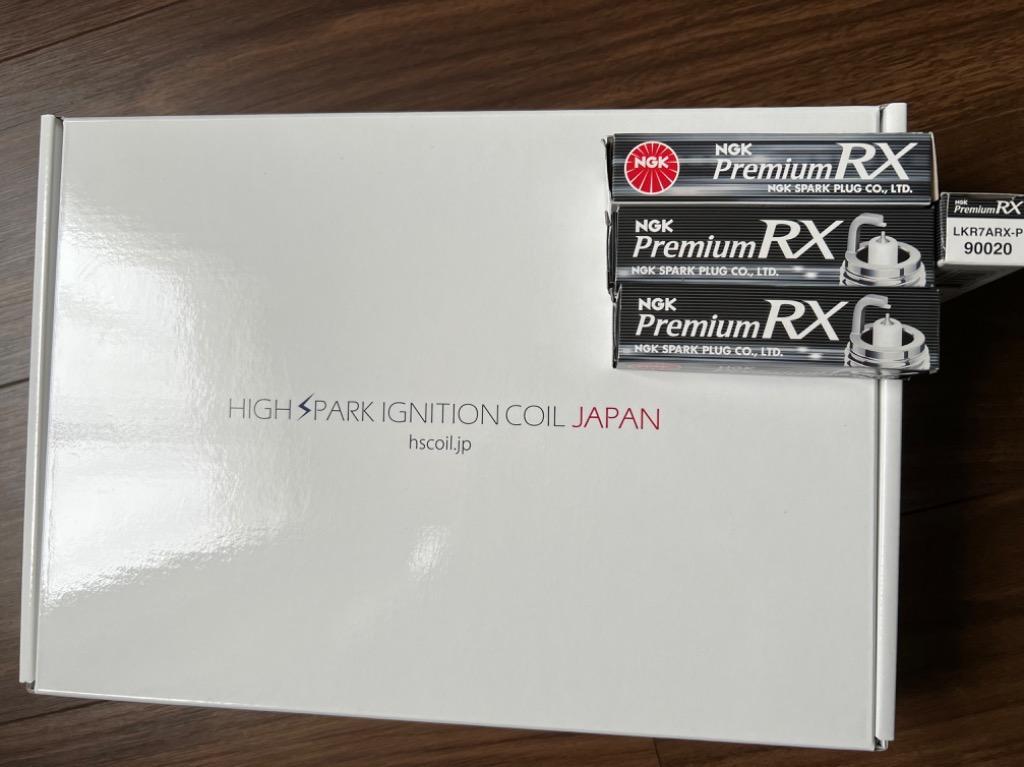 NGK
NGK
Premium RX
NGK SPARK PLUG CO., LTD.
NGK
Premium RX
NGK SPARK PLUG CO., LTD.
NGK
Premium RX
LKR7ARX-P
90020
NGK
Premium RX
NGK SPARK PLUG CO., LTD.
HIGH SPARK IGNITION COIL JAPAN
hscoil.jp